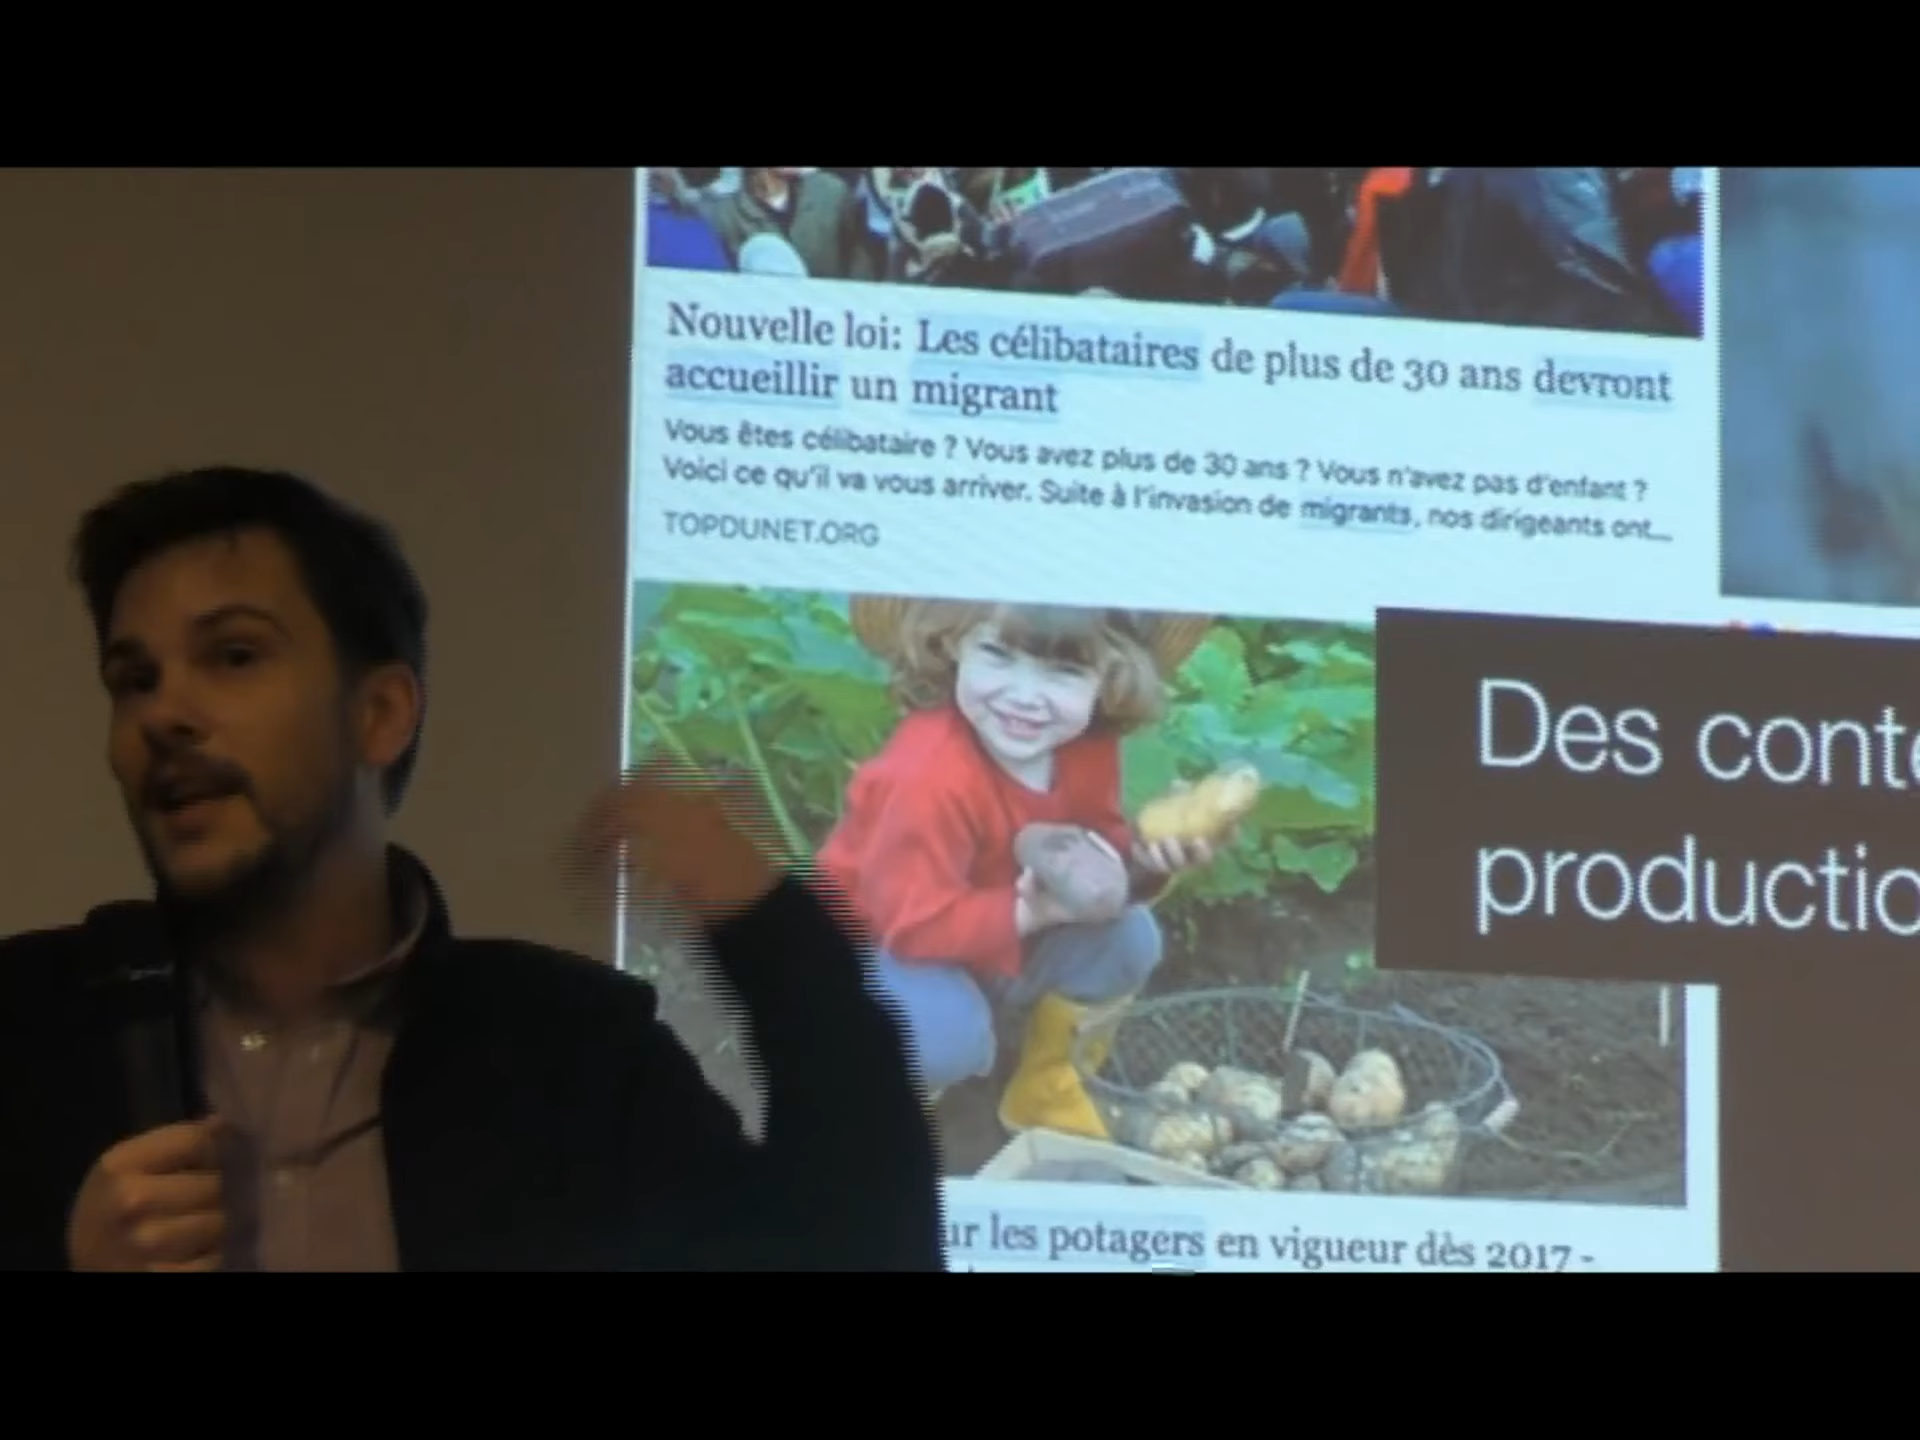 Nouvelle loi: Les célibataires de plus de 30 ans devront
accueillir un migrant
Vous êtes célibataire ? Vous avez plus de 30 ans ? Vous n'avez pas d'enfant ?
Voici ce qu'il va vous arriver. Suite à l'invasion de migrants, nos dirigeants ont...
TOPDUNET.ORG
Des conte
productio
ur les potagers en vigueur dès 2017 -